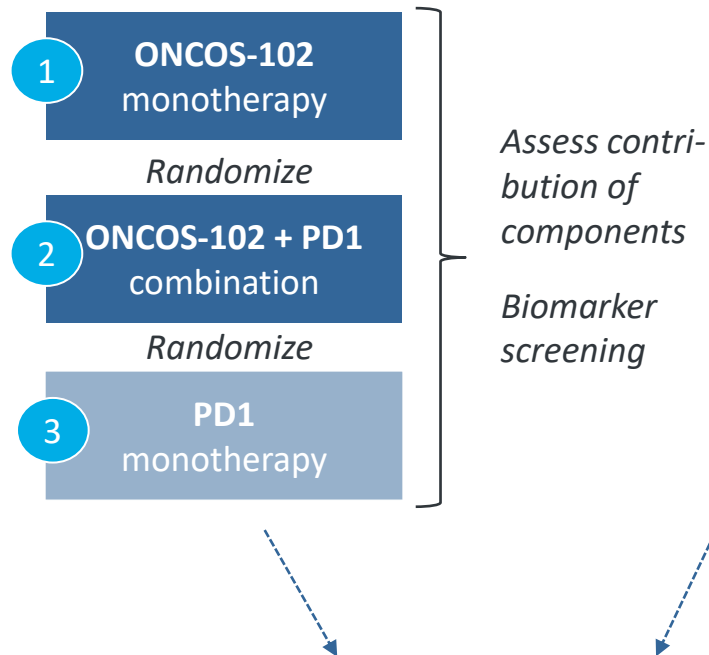 1
ONCOS-102
monotherapy
Randomize
2
ONCOS-102 + PD1
combination
Randomize
3
PD1
monotherapy
Assess contri-
bution of
components
Biomarker
screening